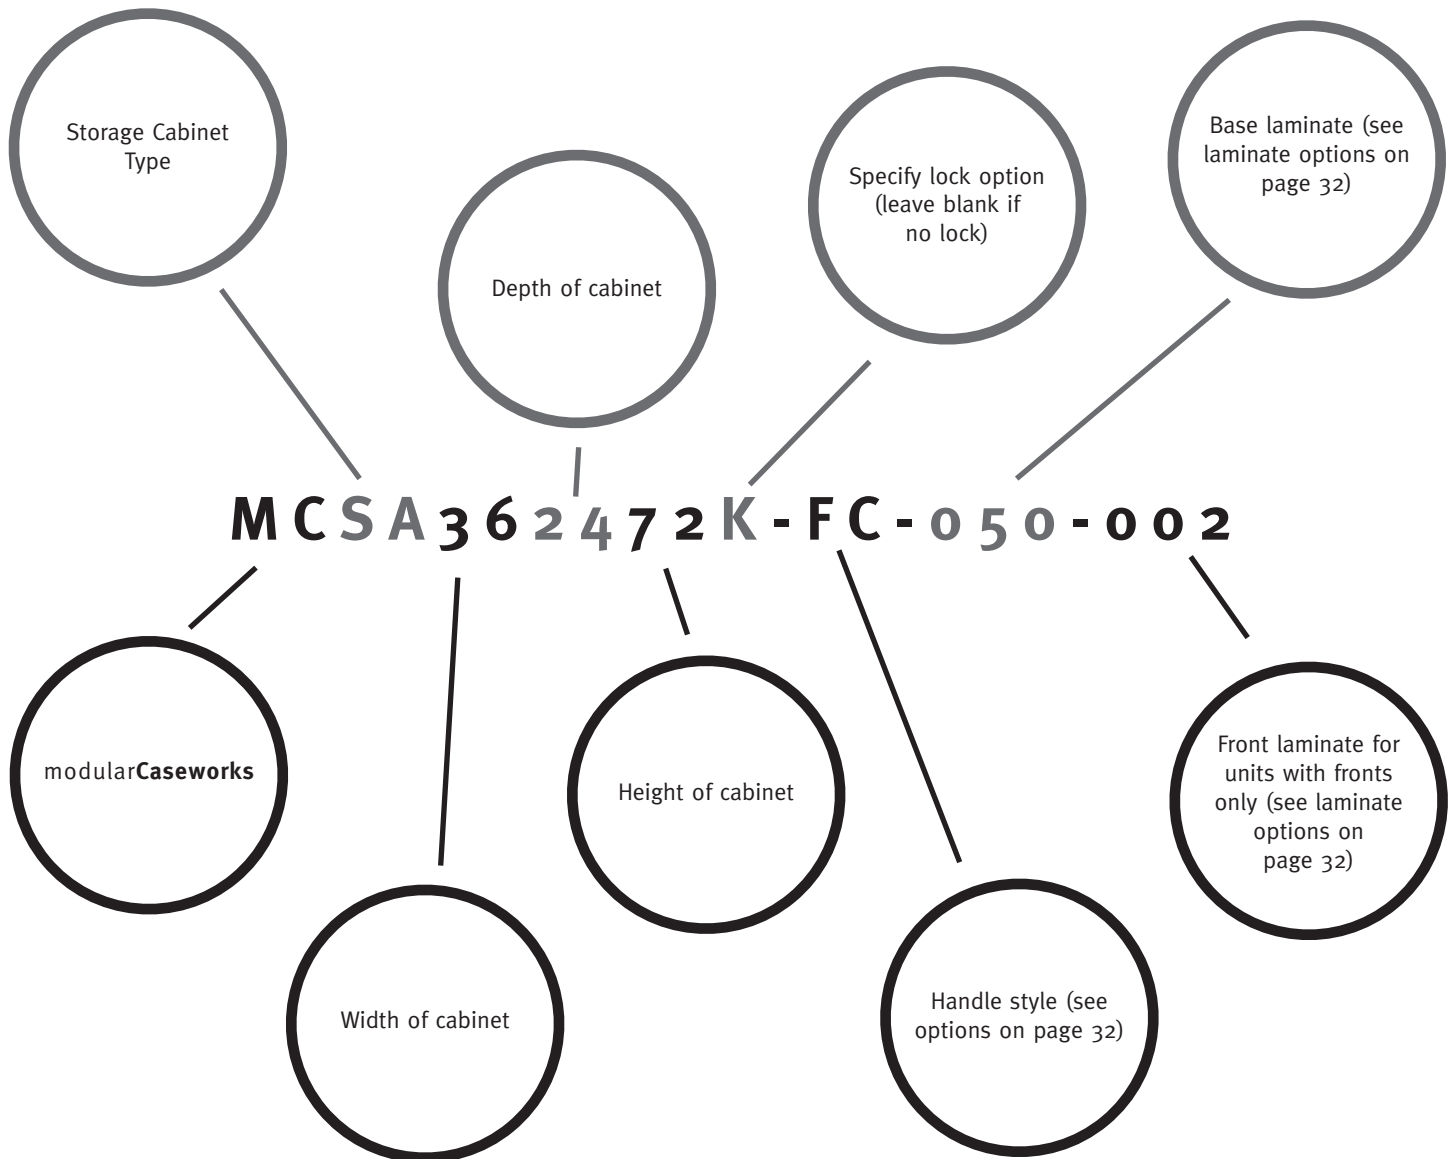 Storage Cabinet
Type
Depth of cabinet
Specify lock option
(leave blank if
no lock)
Base laminate (see
laminate options on
page 32)
MCSA362472K-FC-050-002
modularCaseworks
Width of cabinet
Height of cabinet
Handle style (see
options on page 32)
Front laminate for
units with fronts
only (see laminate
options on
page 32)